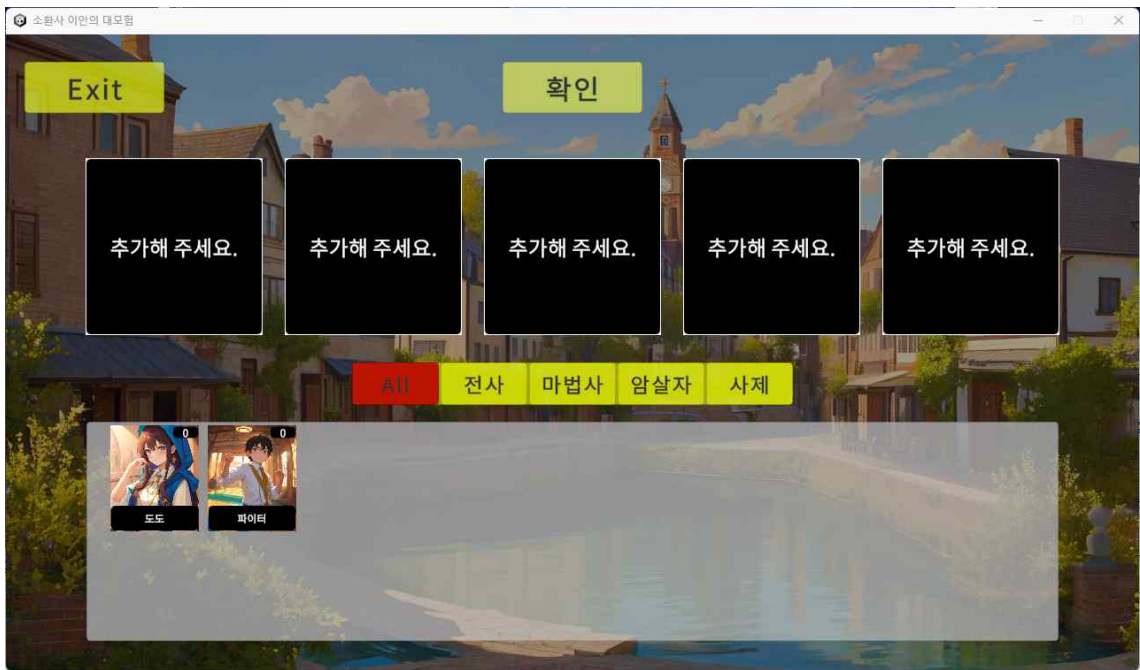 소환사 이안의 대모험
Exit
확인
추가해 주세요.
추가해 주세요.
추가해 주세요.
추가해 주세요.
추가해 주세요.
All
전사
마법사
암살자
사제
0
0
도도
파이터